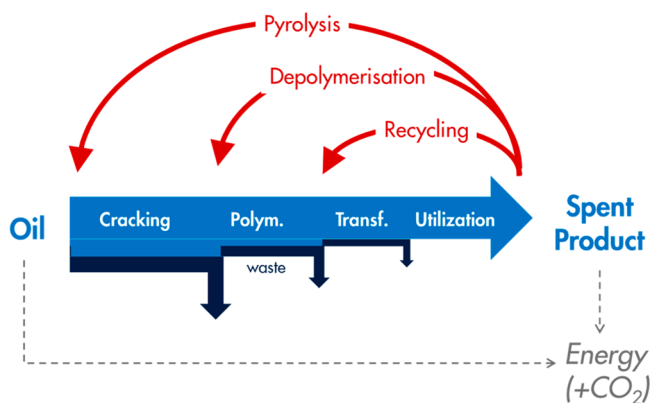 Pyrolysis
Depolymerisation
Recycling
Oil
Cracking
Polym.
Transf.
Utilization
Spent
Product
waste
Energy
(+CO₂)